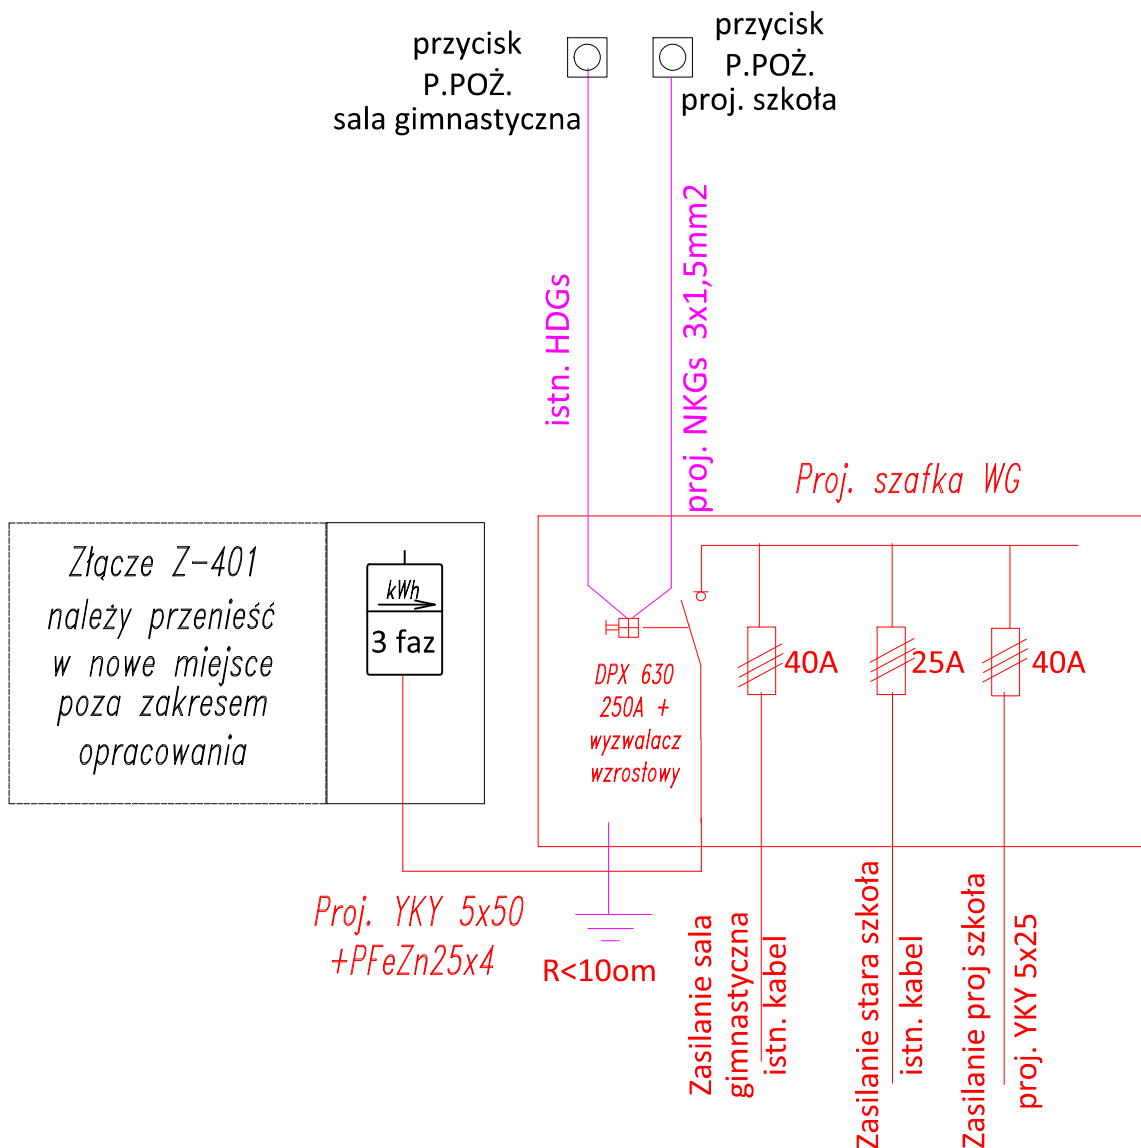 przycisk
P.POŻ.
sala gimnastyczna
przycisk
P.POŻ.
proj. szkoła
istn. HDGs
proj. NKGs 3x1,5mm2
Proj. szafka WG
Złącze Z-401
należy przenieść
w nowe miejsce
poza zakresem
opracowania
kWh
3 faz
DPX 630
250A +
wyzwalacz
wzrostowy
40A
25A
40A
Proj. YKY 5x50
+PFeZn25x4
R<10om
Zasilanie sala
gimnastyczna
istn. kabel
Zasilanie stara szkoła
istn. kabel
Zasilanie proj szkoła
proj. YKY 5x25